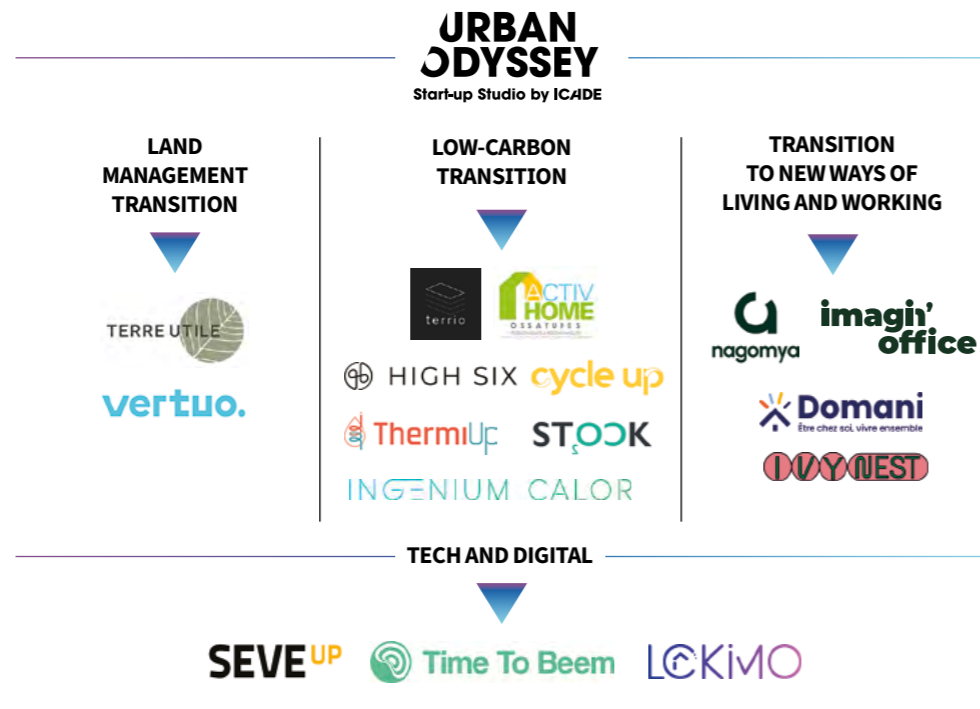 URBAN
ODYSSEY
Start-up Studio by ICADE
LAND
MANAGEMENT
TRANSITION
TERRE UTILE
vertuo.
LOW-CARBON
TRANSITION
terrio
ACTIV
HOME
OSSATURES
HIGH SIX
cycle up
ThermiUp
STOCK
INGENIUM CALOR
TRANSITION
TO NEW WAYS OF
LIVING AND WORKING
nagomya
imagin'
office
Domani
Être chez soi, vivre ensemble
IVY NEST
TECH AND DIGITAL
SEVE UP
Time To Beem
LOKIMO